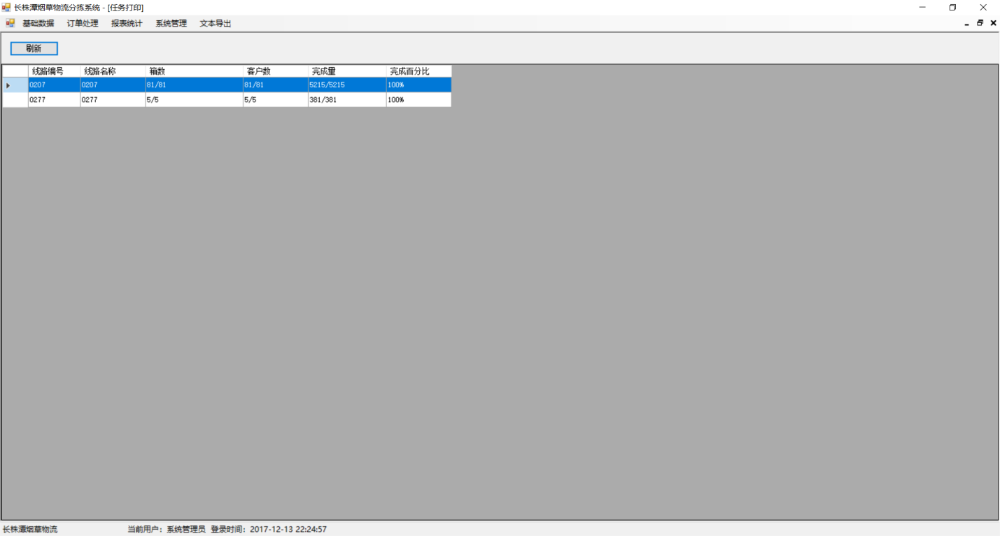 长株潭烟草物流分拣系统 - [任务打印]
基础数据 订单处理 报表统计 系统管理 文本导出
刷新
线路编号 线路名称 箱数 客户数 完成量 完成百分比
0207 0207 81/81 81/81 5215/5215 100%
0277 0277 5/5 5/5 381/381 100%
长株潭烟草物流 当前用户：系统管理员 登录时间：2017-12-13 22:24:57